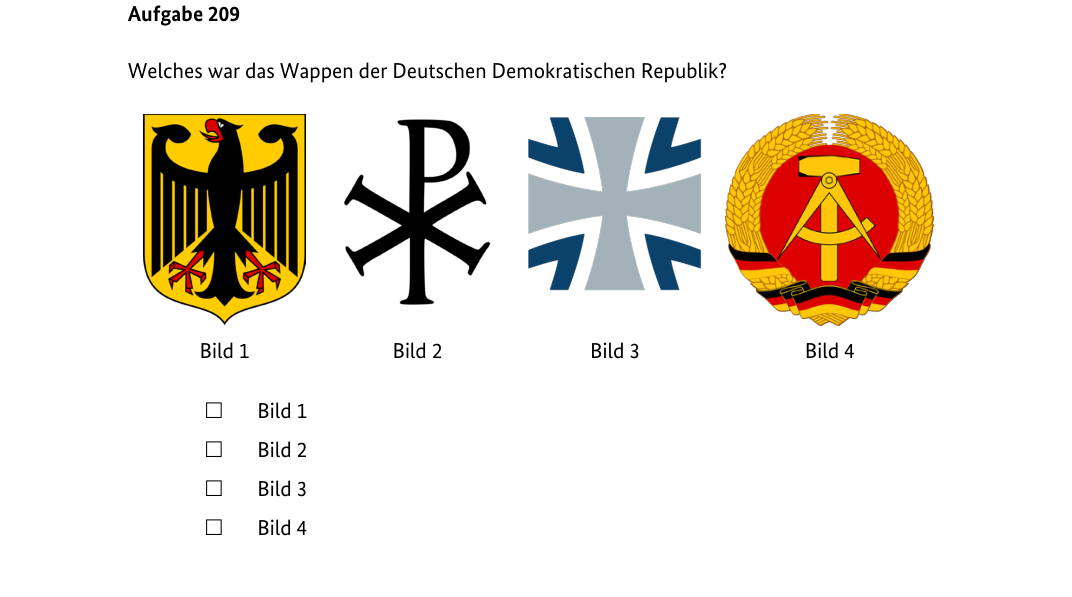 Aufgabe 209
Welches war das Wappen der Deutschen Demokratischen Republik?
Bild 1 Bild 2 Bild 3 Bild 4
☐ Bild 1
☐ Bild 2
☐ Bild 3
☐ Bild 4